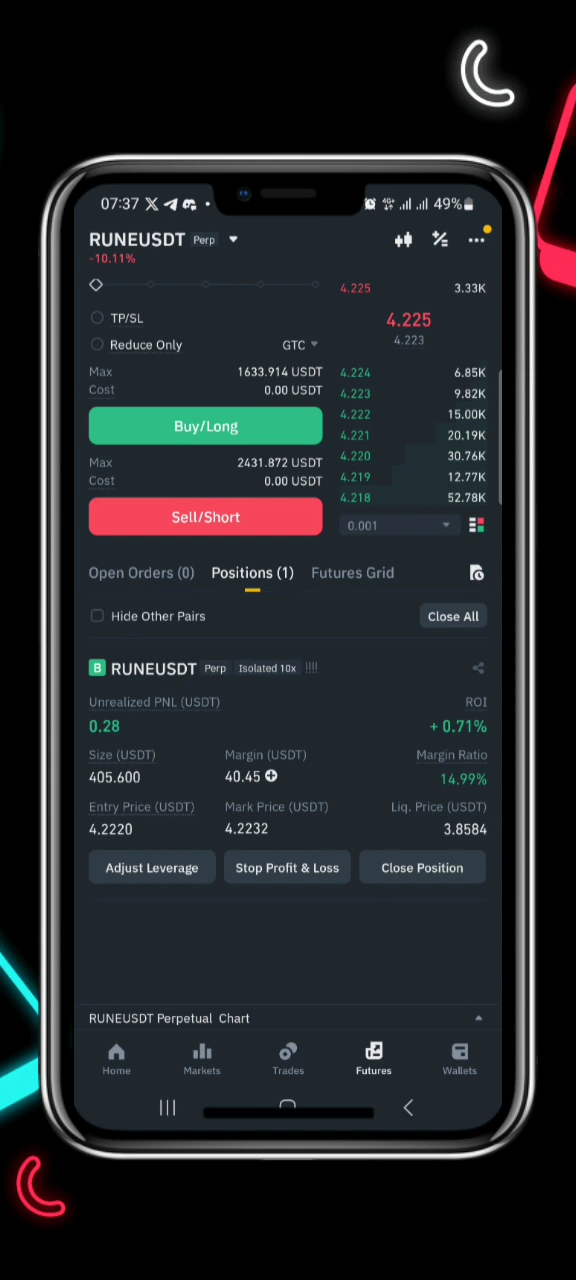 07:37 49%
RUNEUSDT Perp
-10.11%
4.225 3.33K
TP/SL
4.225
Reduce Only GTC
4.223
Max 1633.914 USDT
Cost 0.00 USDT
Buy/Long
Max 2431.872 USDT
Cost 0.00 USDT
Sell/Short
4.224 6.85K
4.223 9.82K
4.222 15.00K
4.221 20.19K
4.220 30.76K
4.219 12.77K
4.218 52.78K
0.001
Open Orders (0) Positions (1) Futures Grid
Hide Other Pairs Close All
B RUNEUSDT Perp Isolated 10x !!!!
Unrealized PNL (USDT) ROI
0.28 + 0.71%
Size (USDT) Margin (USDT) Margin Ratio
405.600 40.45 14.99%
Entry Price (USDT) Mark Price (USDT) Liq. Price (USDT)
4.2220 4.2232 3.8584
Adjust Leverage Stop Profit & Loss Close Position
RUNEUSDT Perpetual Chart
Home Markets Trades Futures Wallets